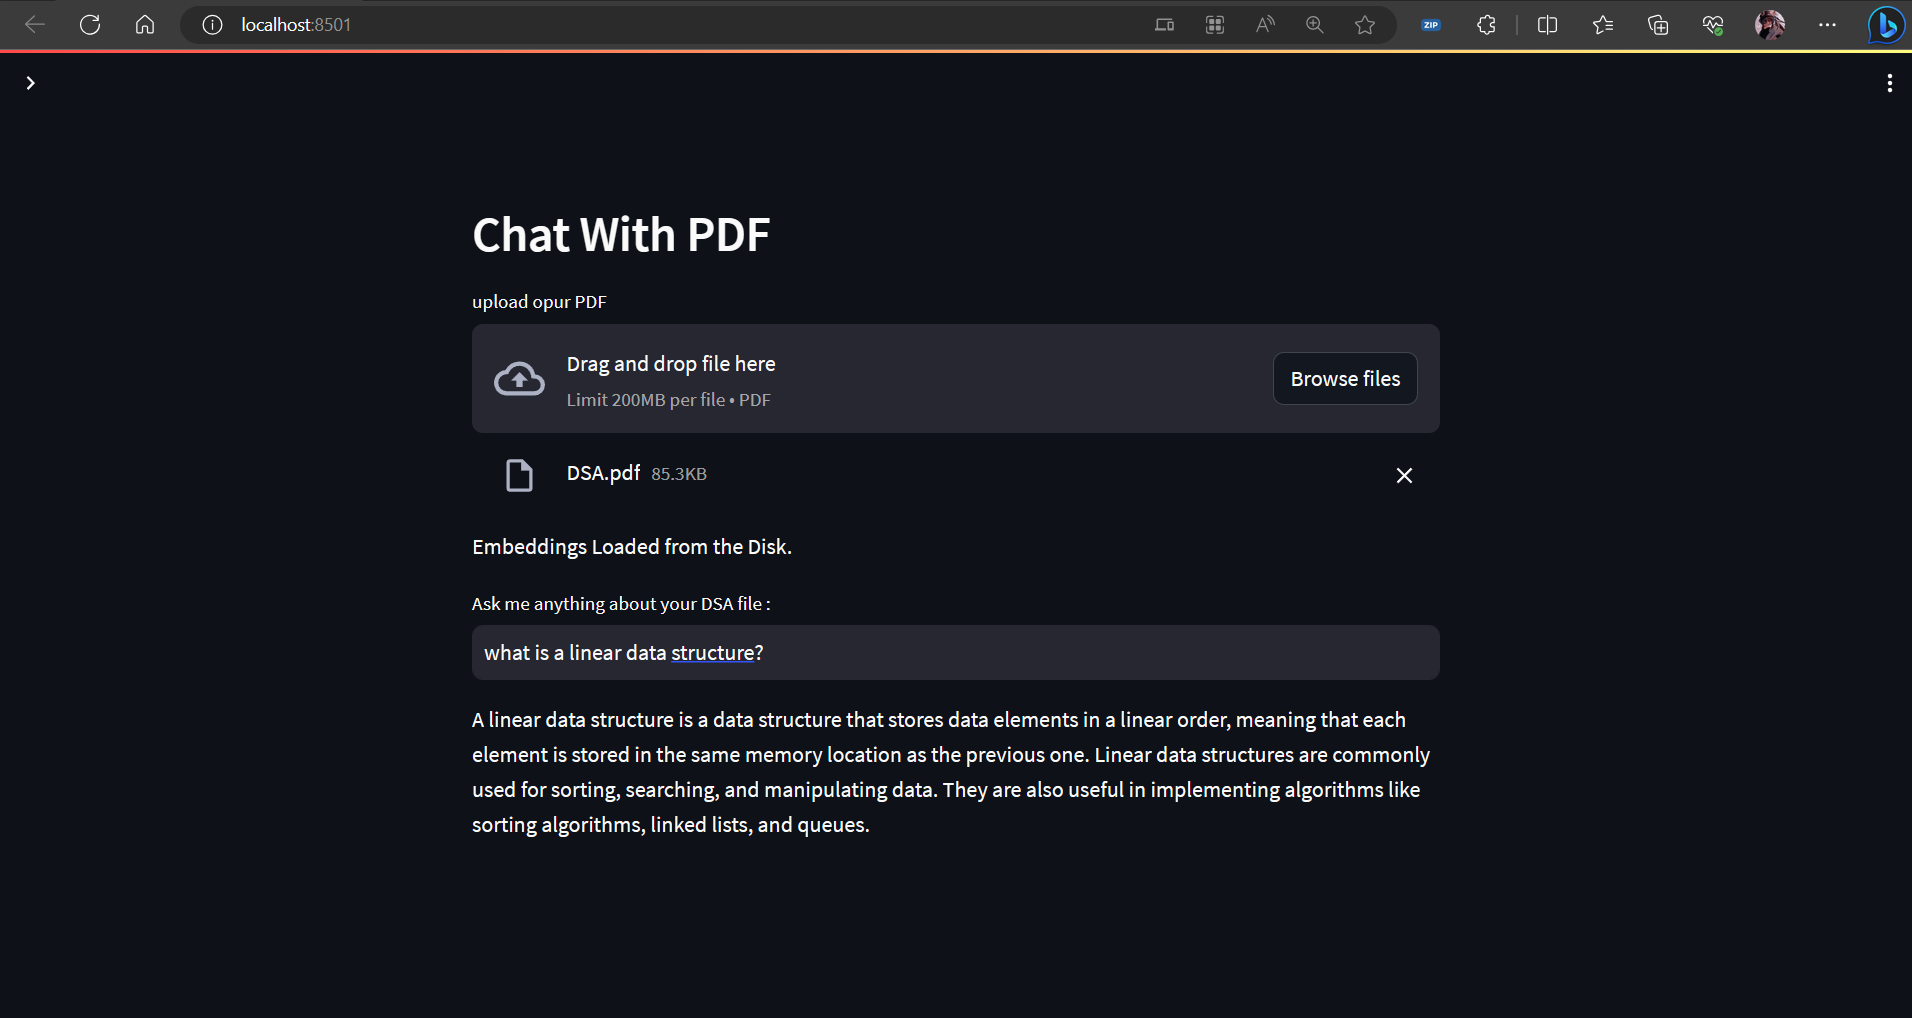 localhost:8501
ZIP
Chat With PDF
upload opur PDF
Drag and drop file here
Limit 200MB per file • PDF
Browse files
DSA.pdf 85.3KB
Embeddings Loaded from the Disk.
Ask me anything about your DSA file :
what is a linear data structure?
A linear data structure is a data structure that stores data elements in a linear order, meaning that each
element is stored in the same memory location as the previous one. Linear data structures are commonly
used for sorting, searching, and manipulating data. They are also useful in implementing algorithms like
sorting algorithms, linked lists, and queues.